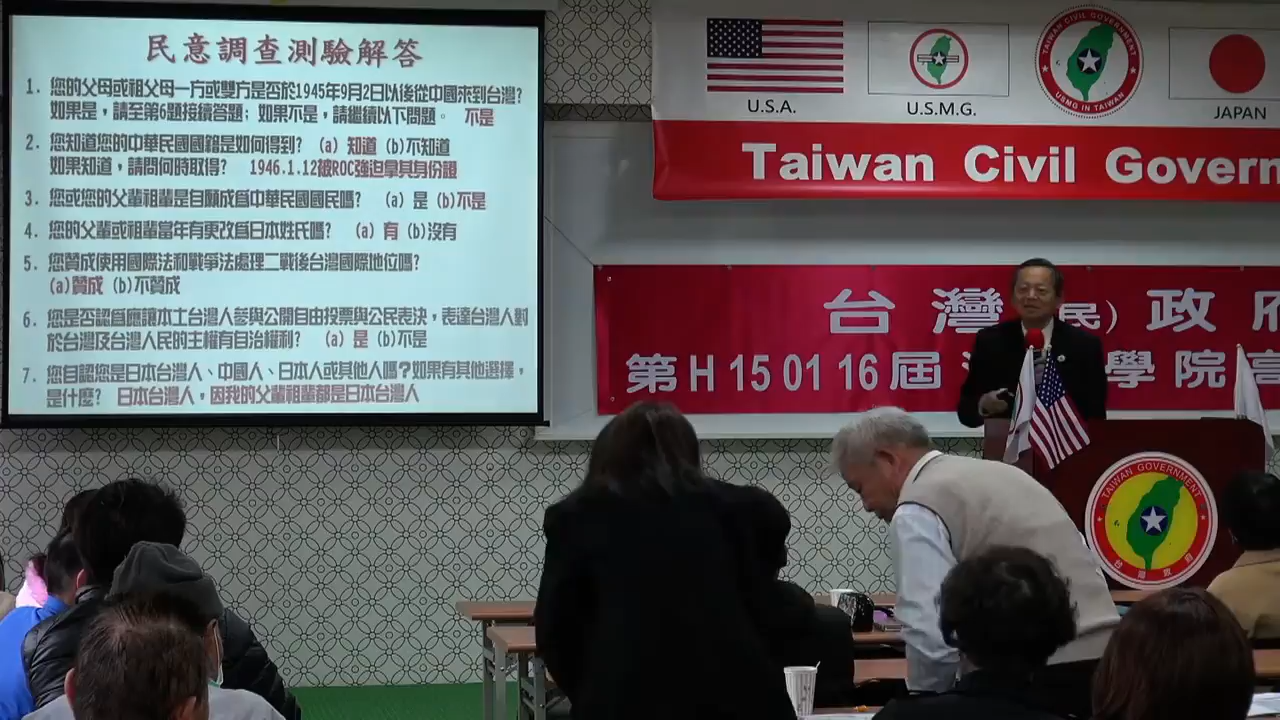 民意調查測驗解答
1. 您的父母或祖父母一方或雙方是否於1945年9月2日以後從中國來到台灣?
如果是，請至第6題接續答題; 如果不是，請繼續以下問題。 不是
2. 您知道您的中華民國國籍是如何得到? (a) 知道 (b)不知道
如果知道，請問何時取得? 1946.1.12被ROC強迫拿其身份證
3. 您或您的父輩祖輩是自願成為中華民國國民嗎? (a) 是 (b)不是
4. 您的父輩或祖輩當年有更改為日本姓氏嗎? (a) 有 (b)沒有
5. 您贊成使用國際法和戰爭法處理二戰後台灣國際地位嗎?
(a)贊成 (b)不贊成
6. 您是否認為應讓本土台灣人參與公開自由投票與公民表決，表達台灣人對
於台灣及台灣人民的主權有自治權利? (a) 是 (b)不是
7. 您自認您是日本台灣人、中國人、日本人或其他人嗎?如果有其他選擇，
是什麼? 日本台灣人，因我的父輩祖輩都是日本台灣人
U.S.A.
U.S.M.G.
TAIWAN CIVIL GOVERNMENT
USMG IN TAIWAN
JAPAN
Taiwan Civil Govern
台灣 民) 政府
第H 15 01 16屆 學院高
TAIWAN GOVERNMENT
台灣政府